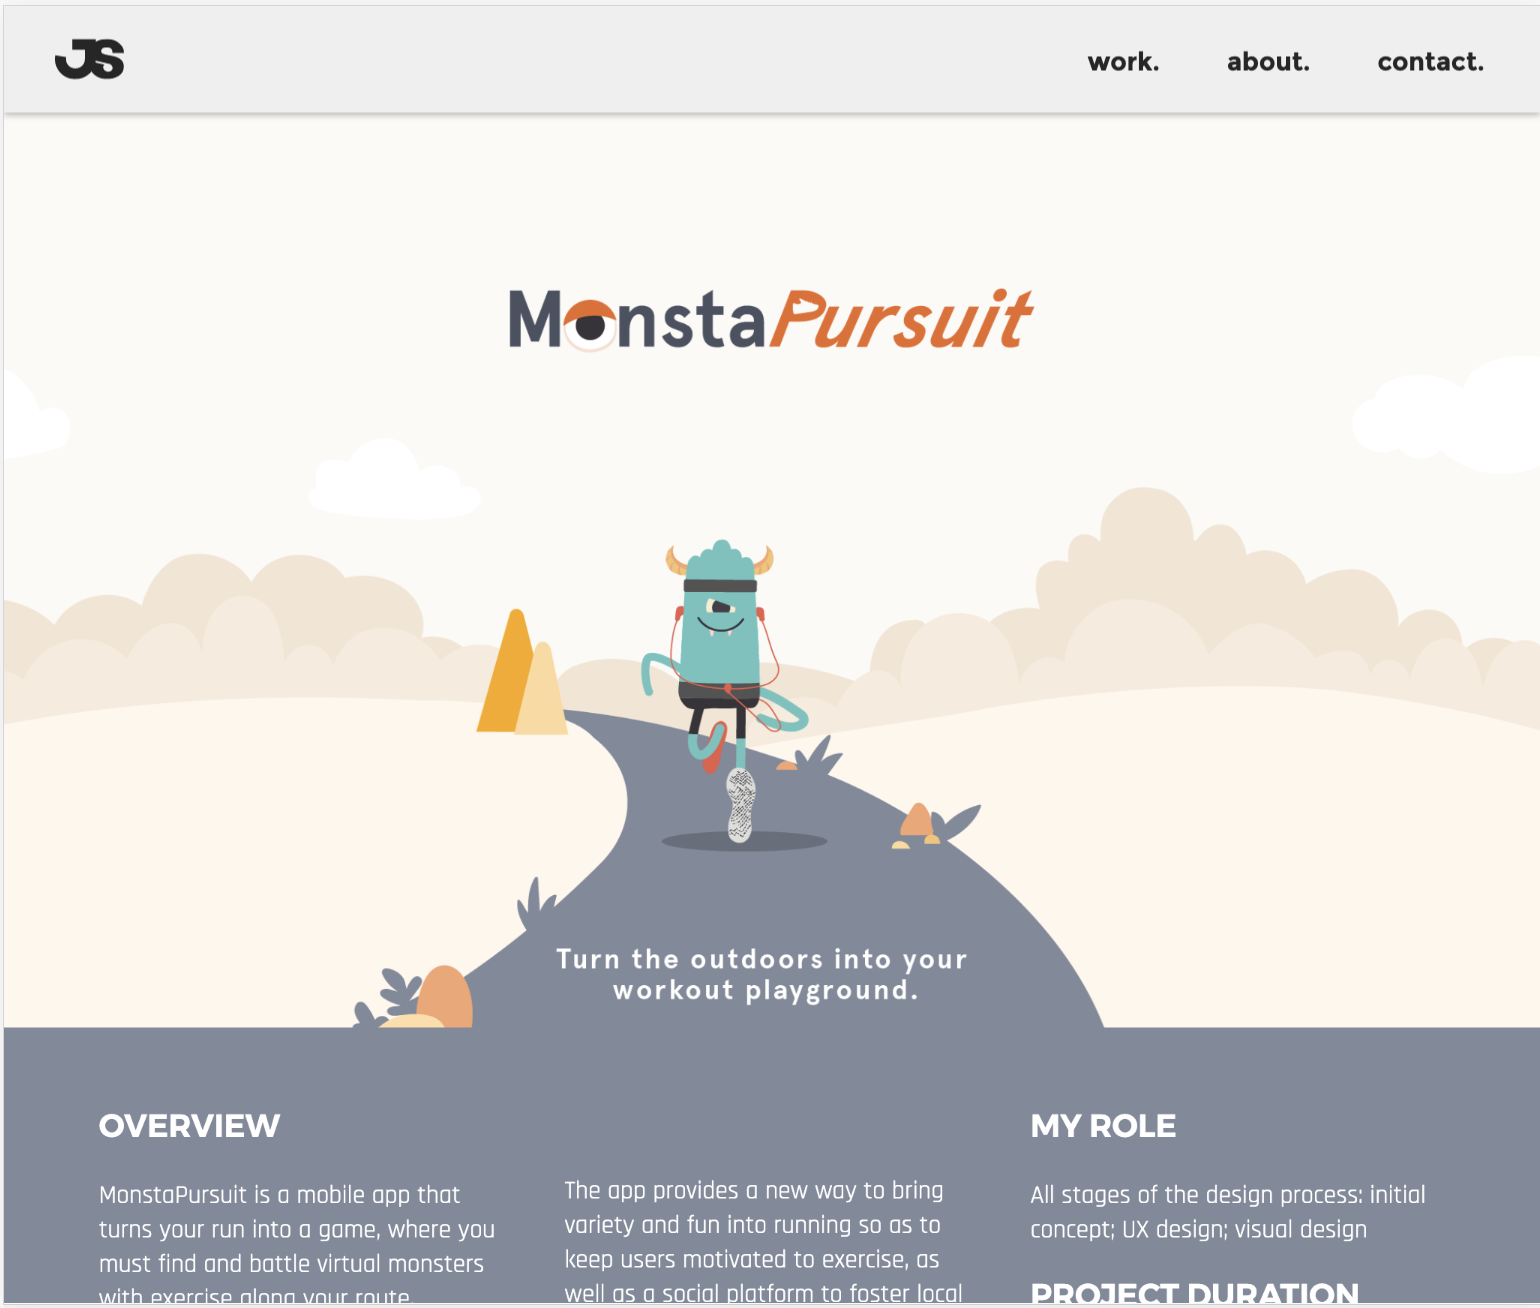 JS
work. about. contact.
MonstaPursuit
Turn the outdoors into your
workout playground.
OVERVIEW
MonstaPursuit is a mobile app that
turns your run into a game, where you
must find and battle virtual monsters
with exercise along your route.
The app provides a new way to bring
variety and fun into running so as to
keep users motivated to exercise, as
well as a social platform to foster local
MY ROLE
All stages of the design process: initial
concept; UX design; visual design
PROJECT DURATION